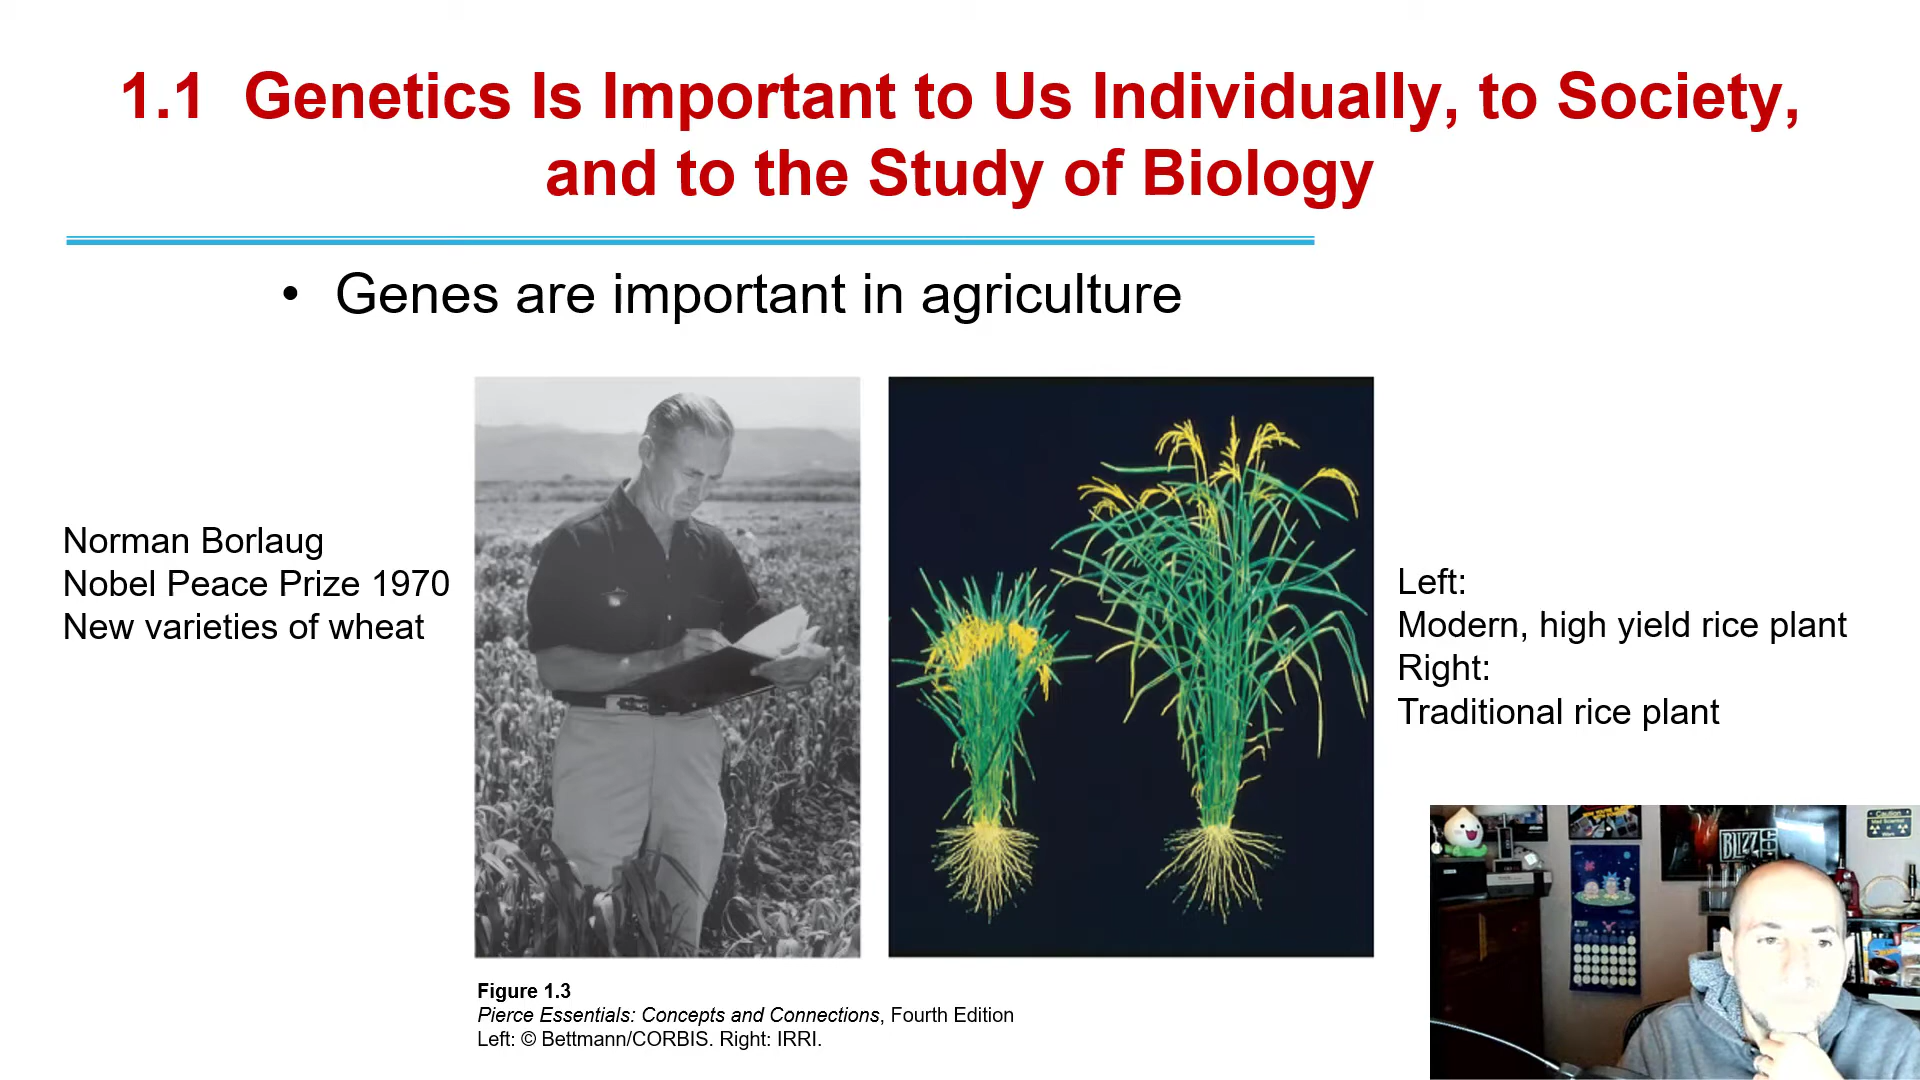 1.1 Genetics Is Important to Us Individually, to Society,
and to the Study of Biology
• Genes are important in agriculture
Norman Borlaug
Nobel Peace Prize 1970
New varieties of wheat
Left:
Modern, high yield rice plant
Right:
Traditional rice plant
Figure 1.3
Pierce Essentials: Concepts and Connections, Fourth Edition
Left: © Bettmann/CORBIS. Right: IRRI.
Caution
BLIZZ